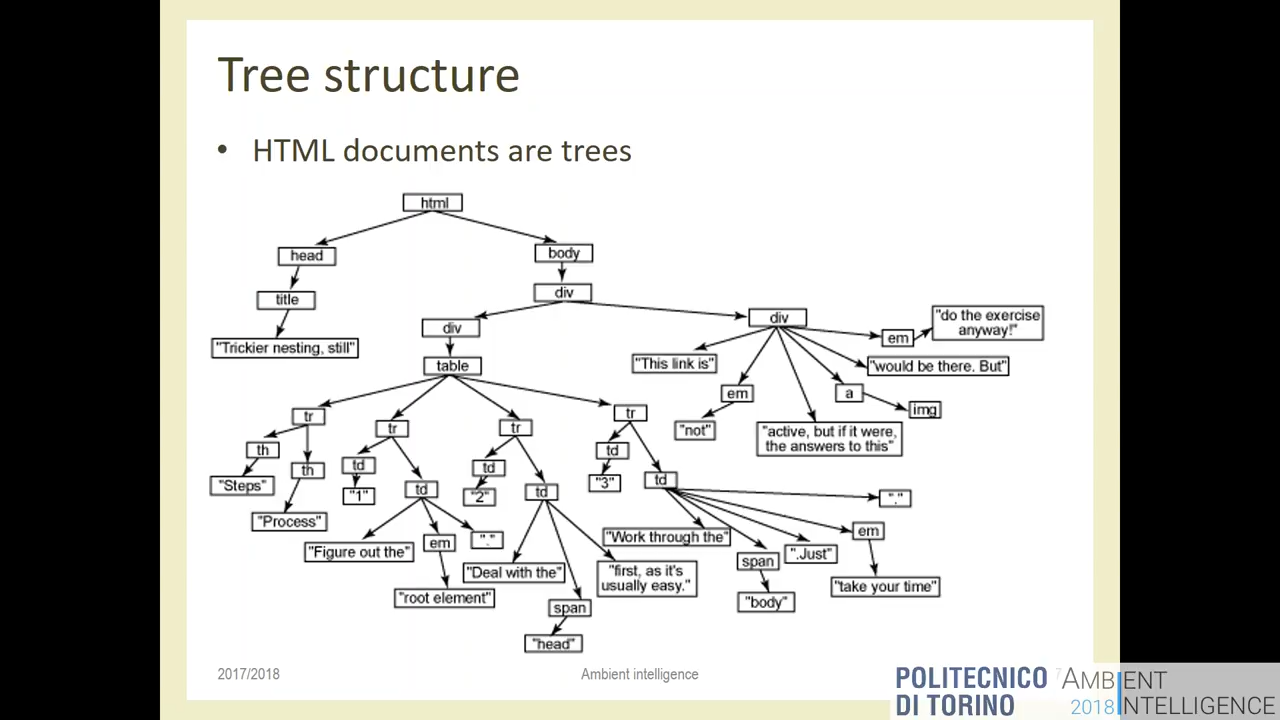 Tree structure
• HTML documents are trees
html
head
body
title
div
"Trickier nesting, still"
div
div
"do the exercise
anyway!"
em
table
"This link is"
"would be there. But"
em
a
img
"not"
"active, but if it were,
the answers to this"
tr
tr
tr
tr
th
th
"Steps"
"Process"
td
"1"
td
"Figure out the"
em
"."
"root element"
td
"2"
td
"Deal with the"
span
"first, as it's
usually easy."
"head"
td
"3"
td
"Work through the"
span
"body"
".Just"
em
"take your time"
"."
2017/2018
Ambient intelligence
7
POLITECNICO
DI TORINO
AMBIENT
2018 INTELLIGENCE